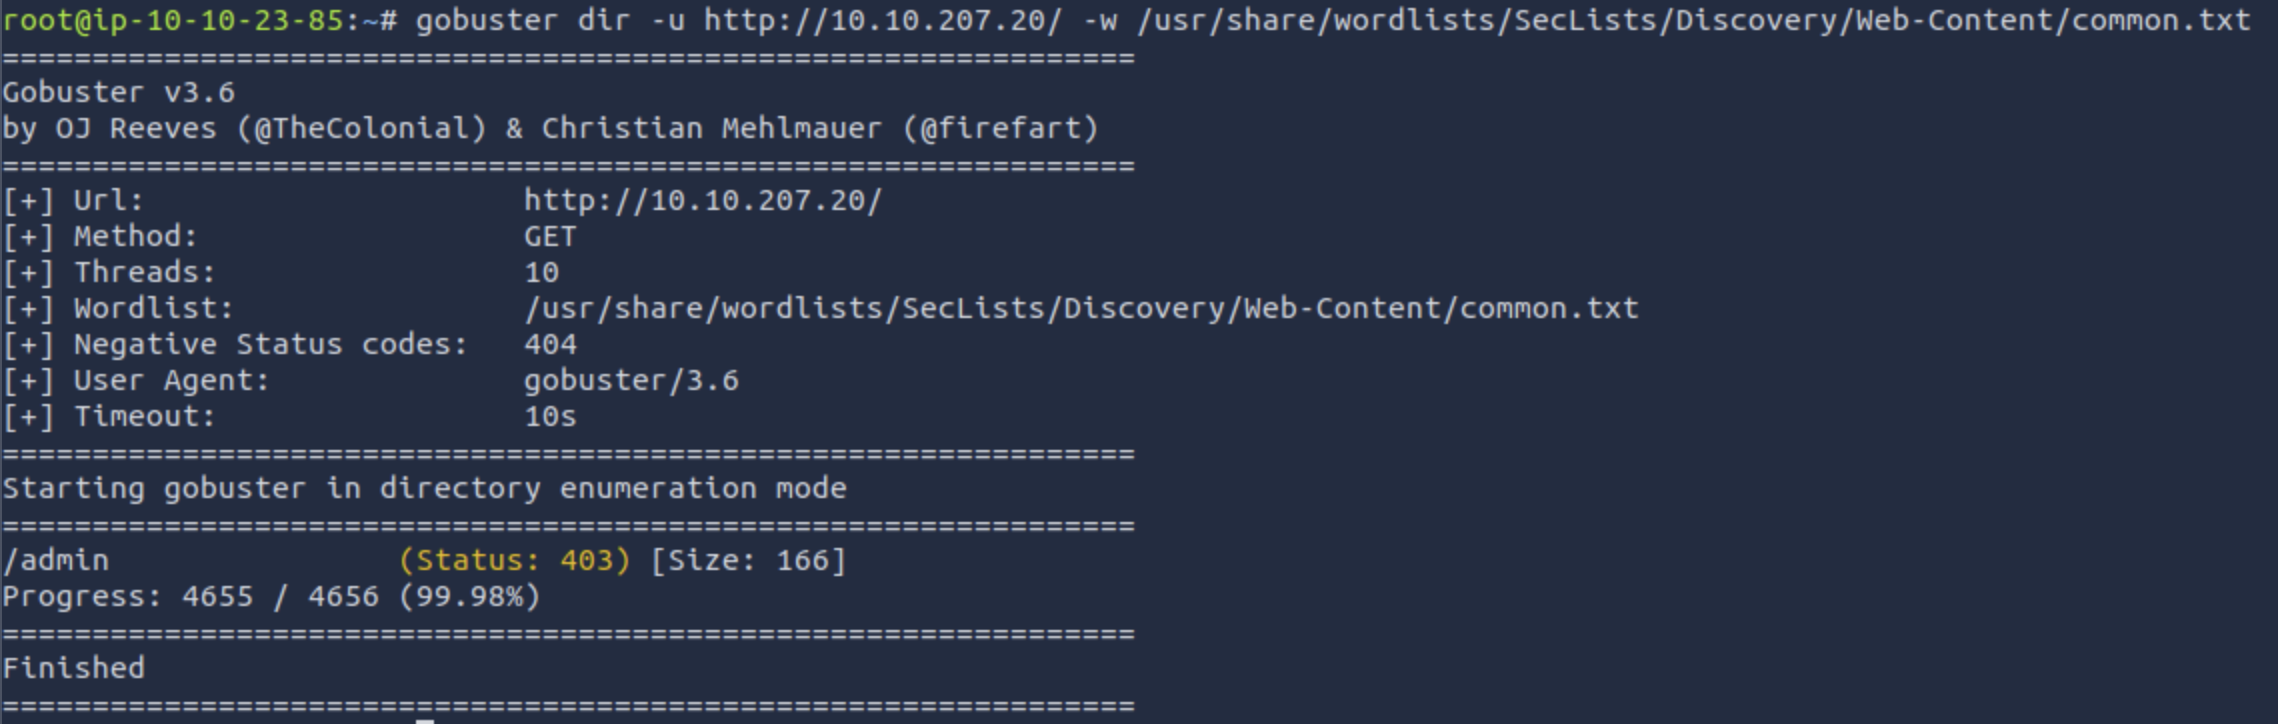 root@ip-10-10-23-85:~# gobuster dir -u http://10.10.207.20/ -w /usr/share/wordlists/SecLists/Discovery/Web-Content/common.txt
===============================================================
Gobuster v3.6
by OJ Reeves (@TheColonial) & Christian Mehlmauer (@firefart)
===============================================================
[+] Url:                     http://10.10.207.20/
[+] Method:                  GET
[+] Threads:                 10
[+] Wordlist:                /usr/share/wordlists/SecLists/Discovery/Web-Content/common.txt
[+] Negative Status codes:   404
[+] User Agent:              gobuster/3.6
[+] Timeout:                 10s
===============================================================
Starting gobuster in directory enumeration mode
===============================================================
/admin                (Status: 403) [Size: 166]
Progress: 4655 / 4656 (99.98%)
===============================================================
Finished
===============================================================